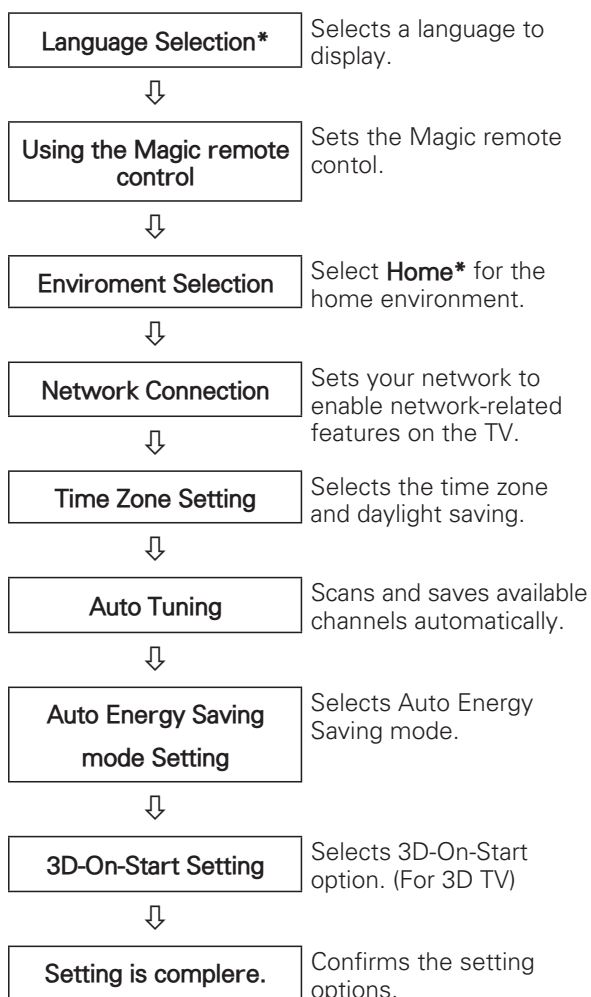 Language Selection*
Selects a language to
display.
Using the Magic remote
control
Sets the Magic remote
contol.
Enviroment Selection
Select Home* for the
home environment.
Network Connection
Sets your network to
enable network-related
features on the TV.
Time Zone Setting
Selects the time zone
and daylight saving.
Auto Tuning
Scans and saves available
channels automatically.
Auto Energy Saving
mode Setting
Selects Auto Energy
Saving mode.
3D-On-Start Setting
Selects 3D-On-Start
option. (For 3D TV)
Setting is complere.
Confirms the setting
options.